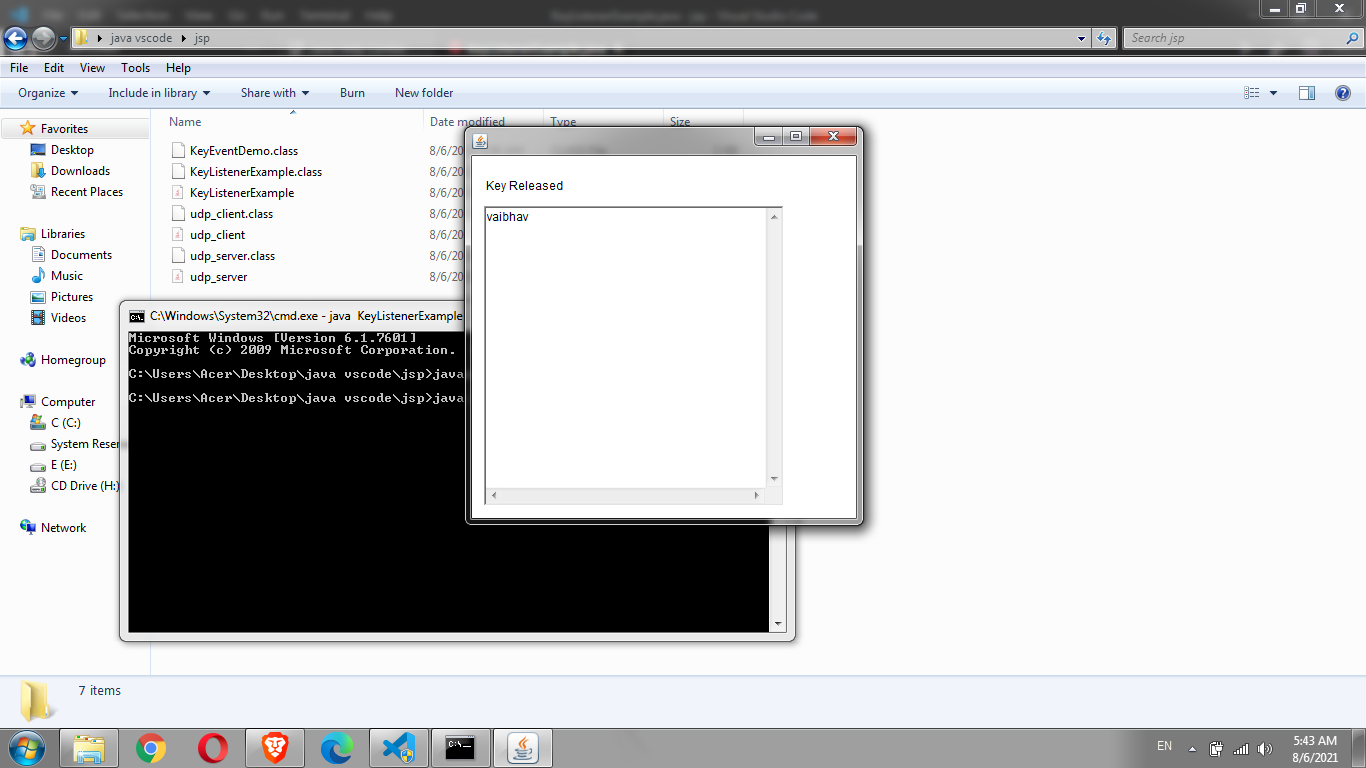 java vscode
jsp
Search jsp
File Edit View Tools Help
Organize Include in library Share with Burn New folder
Name Date modified Type Size
Favorites
Desktop
Downloads
Recent Places
Libraries
Documents
Music
Pictures
Videos
Homegroup
Computer
C (C:)
System Reser
E (E:)
CD Drive (H:)
Network
KeyEventDemo.class 8/6/20
KeyListenerExample.class 8/6/20
KeyListenerExample 8/6/20
udp_client.class 8/6/20
udp_client 8/6/20
udp_server.class 8/6/20
udp_server 8/6/20
Key Released
vaibhav
C:\Windows\System32\cmd.exe - java KeyListenerExample
Microsoft Windows [Version 6.1.7601]
Copyright (c) 2009 Microsoft Corporation.
C:\Users\Acer\Desktop\java vscode\jsp>java
C:\Users\Acer\Desktop\java vscode\jsp>java
7 items
EN
5:43 AM
8/6/2021